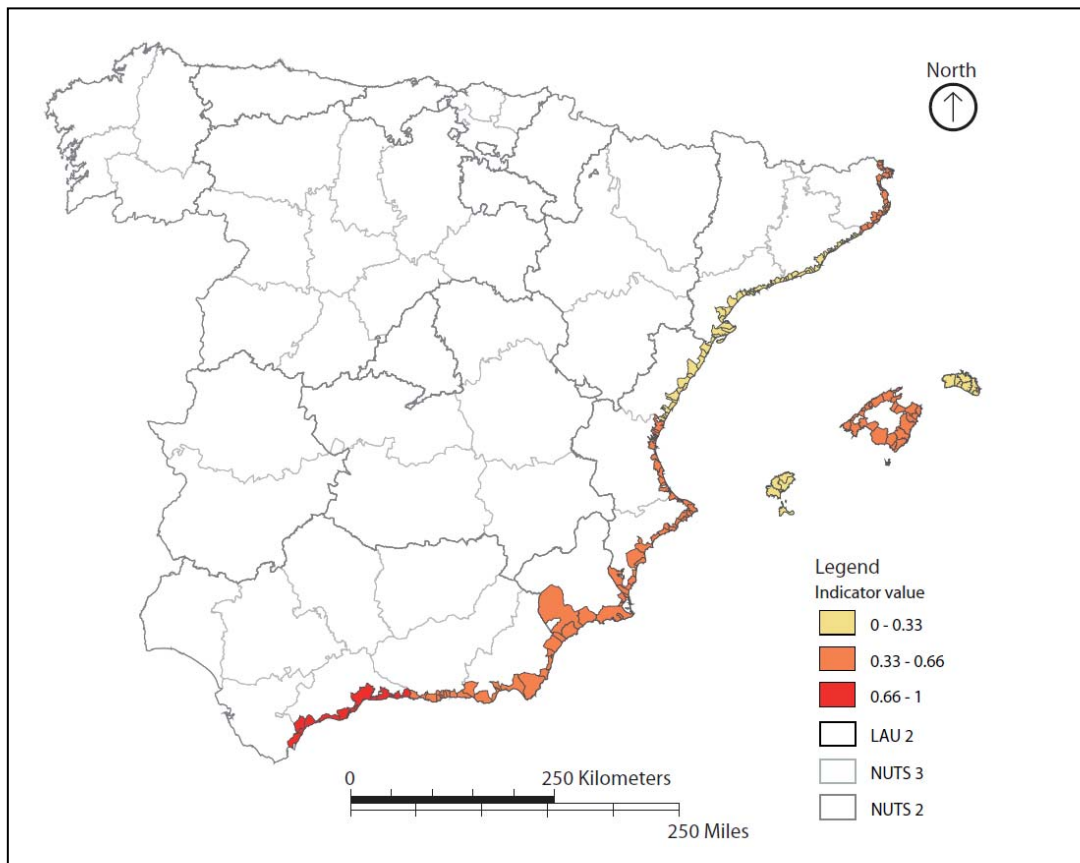 North
Legend
Indicator value
0 - 0.33
0.33 - 0.66
0.66 - 1
LAU 2
NUTS 3
NUTS 2
0 250 Kilometers
250 Miles